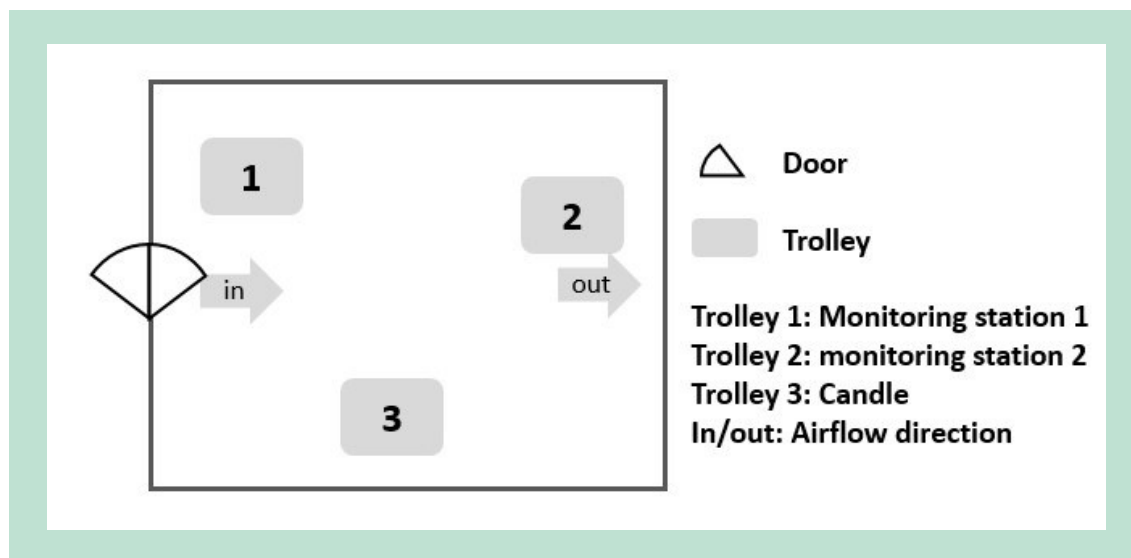 1
2
in
out
3
Door
Trolley
Trolley 1: Monitoring station 1
Trolley 2: monitoring station 2
Trolley 3: Candle
In/out: Airflow direction